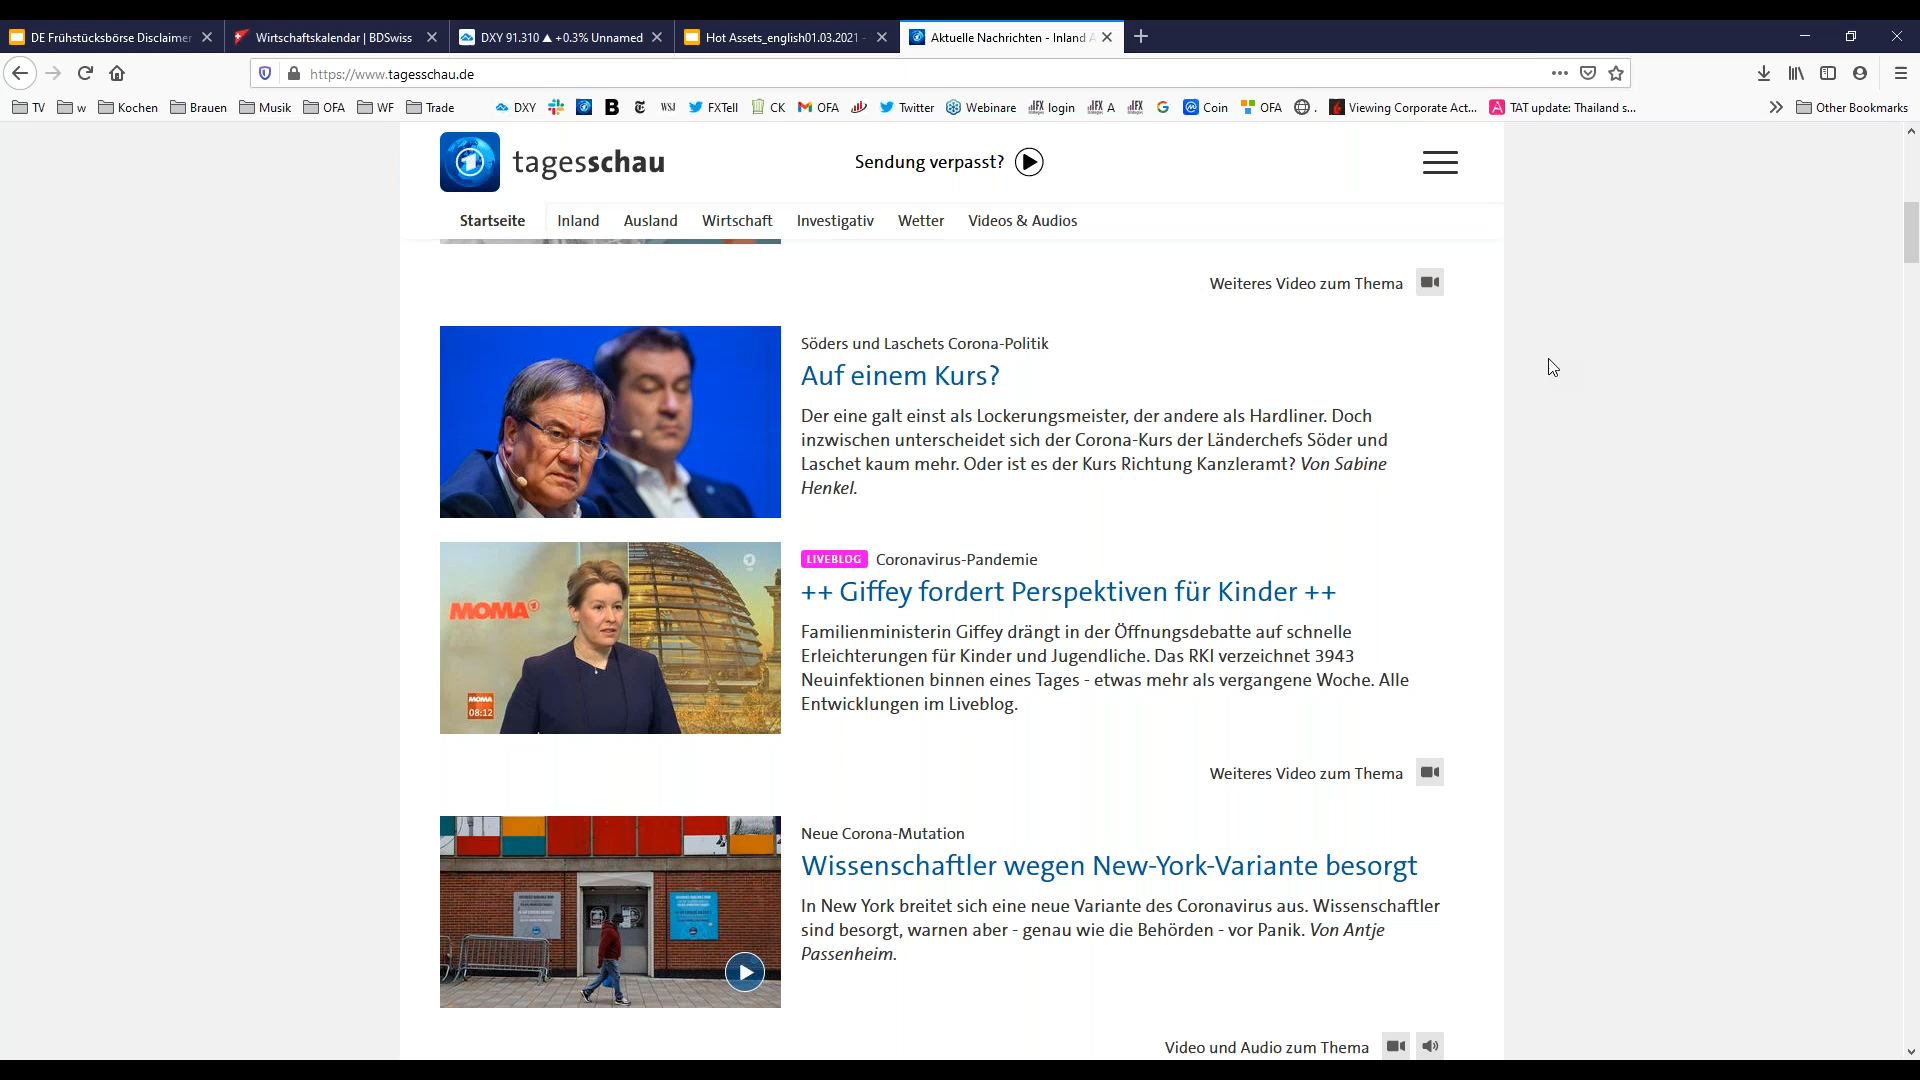 DE Frühstücksbörse Disclaimer
Wirtschaftskalendar | BDSwiss
DXY 91.310 ▲ +0.3% Unnamed
Hot Assets_english01.03.2021 -
Aktuelle Nachrichten - Inland A
https://www.tagesschau.de
TV
w
Kochen
Brauen
Musik
OFA
WF
Trade
DXY
B
WSJ
FXTell
CK
OFA
Twitter
Webinare
login
A
Coin
OFA
.
Viewing Corporate Act...
TAT update: Thailand s...
Other Bookmarks
tagesschau
Sendung verpasst?
Startseite
Inland
Ausland
Wirtschaft
Investigativ
Wetter
Videos & Audios
Weiteres Video zum Thema
Söders und Laschets Corona-Politik
Auf einem Kurs?
Der eine galt einst als Lockerungsmeister, der andere als Hardliner. Doch
inzwischen unterscheidet sich der Corona-Kurs der Länderchefs Söder und
Laschet kaum mehr. Oder ist es der Kurs Richtung Kanzleramt? Von Sabine
Henkel.
MOMA
MOMA
08:12
LIVEBLOG Coronavirus-Pandemie
++ Giffey fordert Perspektiven für Kinder ++
Familienministerin Giffey drängt in der Öffnungsdebatte auf schnelle
Erleichterungen für Kinder und Jugendliche. Das RKI verzeichnet 3943
Neuinfektionen binnen eines Tages - etwas mehr als vergangene Woche. Alle
Entwicklungen im Liveblog.
Weiteres Video zum Thema
Neue Corona-Mutation
Wissenschaftler wegen New-York-Variante besorgt
In New York breitet sich eine neue Variante des Coronavirus aus. Wissenschaftler
sind besorgt, warnen aber - genau wie die Behörden - vor Panik. Von Antje
Passenheim.
Video und Audio zum Thema